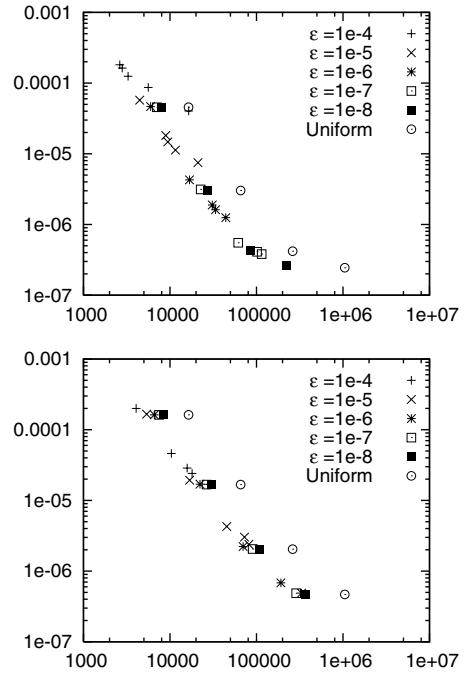 0.001
0.0001
1e-05
1e-06
1e-07
1000
10000
100000
1e+06
1e+07
ε =1e-4
ε =1e-5
ε =1e-6
ε =1e-7
ε =1e-8
Uniform
0.001
0.0001
1e-05
1e-06
1e-07
1000
10000
100000
1e+06
1e+07
ε =1e-4
ε =1e-5
ε =1e-6
ε =1e-7
ε =1e-8
Uniform